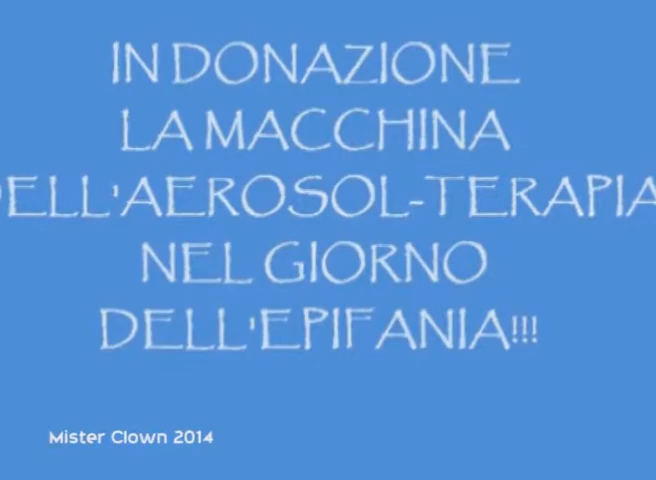 IN DONAZIONE
LA MACCHINA
DELL'AEROSOL-TERAPIA
NEL GIORNO
DELL'EPIFANIA!!!
Mister Clown 2014